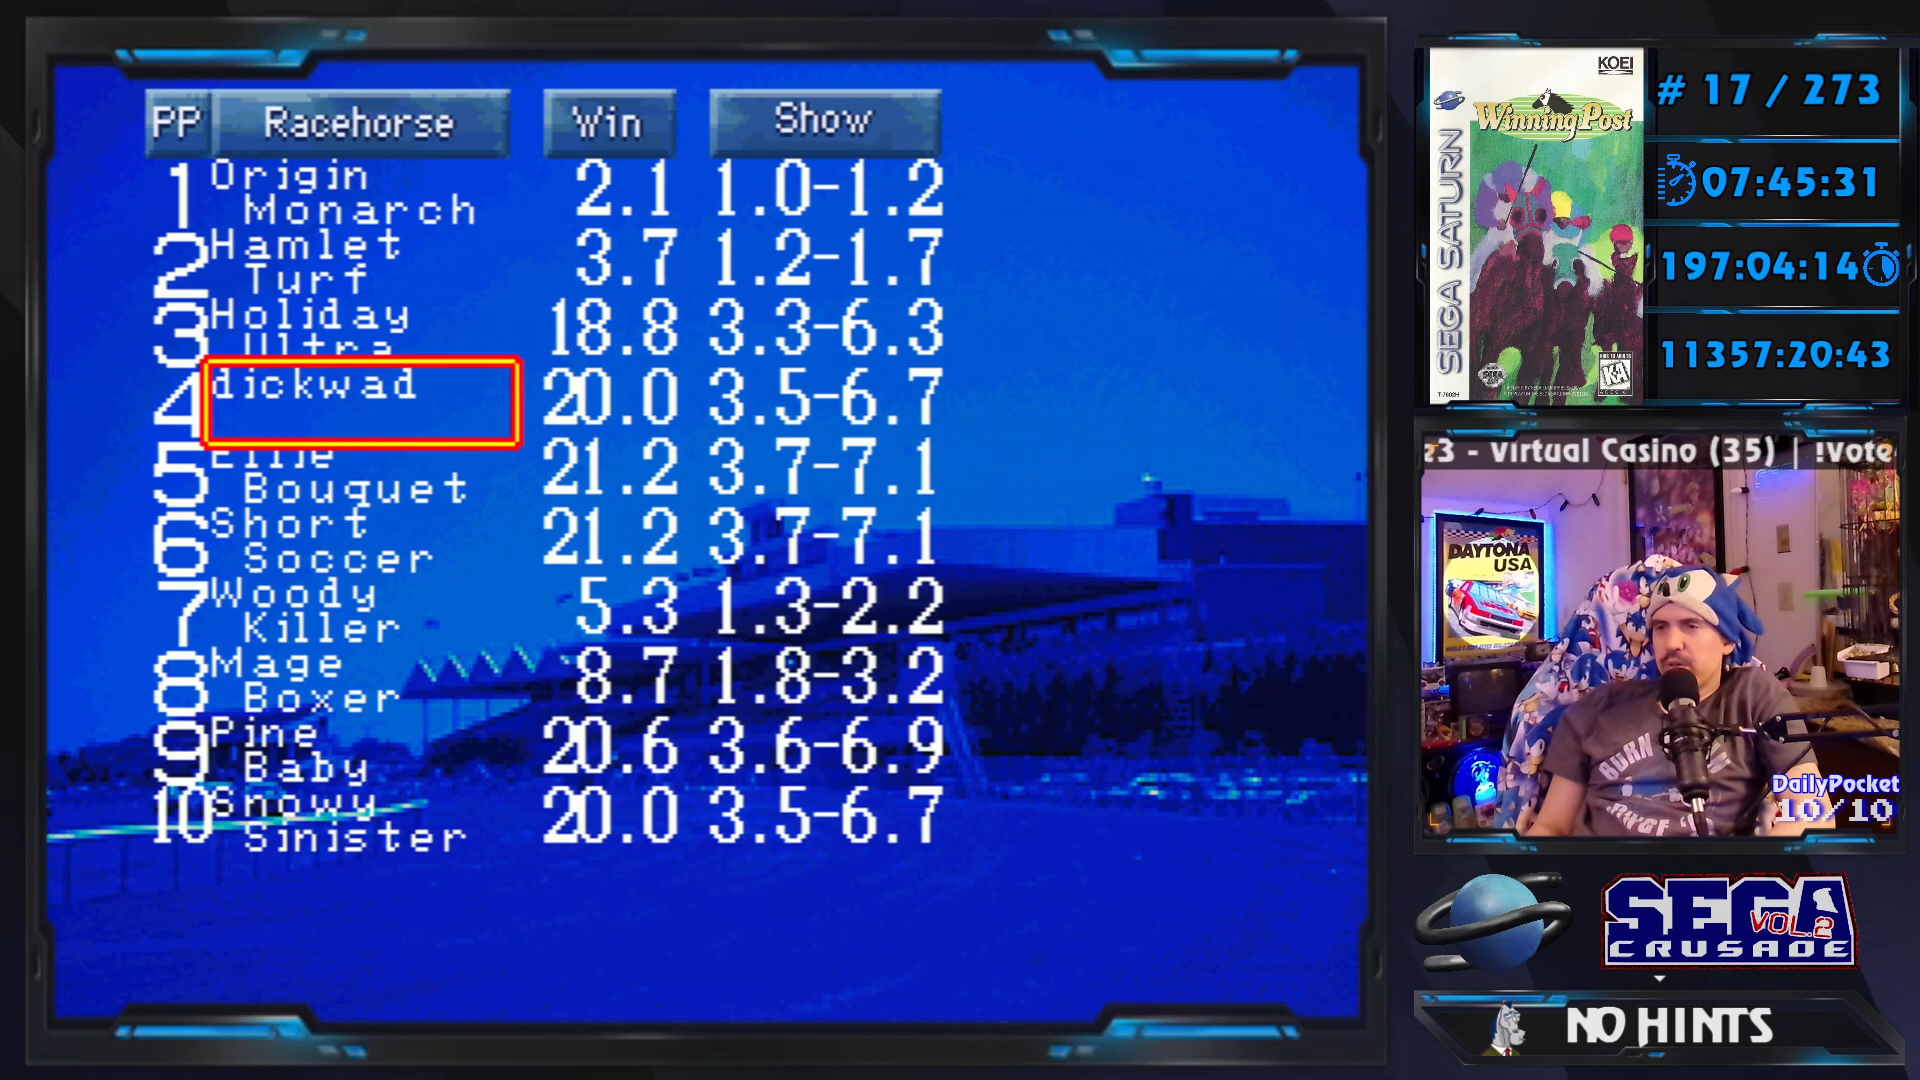 PP Racehorse Win Show
1 Origin Monarch 2.1 1.0-1.2
2 Hamlet Turf 3.7 1.2-1.7
3 Holiday Ultra 18.8 3.3-6.3
4 dickwad 20.0 3.5-6.7
5 Bouquet 21.2 3.7-7.1
6 Short Soccer 21.2 3.7-7.1
7 Woody Killer 5.3 1.3-2.2
8 Mage Boxer 8.7 1.8-3.2
9 Pine Baby 20.6 3.6-6.9
10 Snowy Sinister 20.0 3.5-6.7
KOEI
Winning Post
SEGA SATURN
K-A
T-7602H
# 17 / 273
07:45:31
197:04:14
11357:20:43
23 - Virtual Casino (35) | !Vote
DAYTONA
USA
BURN
DailyPocket
10/10
SEGA
VOL.2
CRUSADE
NO HINTS